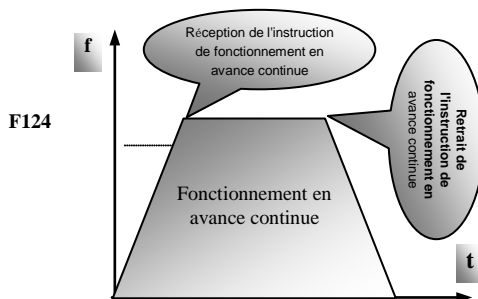 f
Réception de l'instruction
de fonctionnement en
avance continue
F124
Retrait de
l'instruction de
fonctionnement en
avance continue
Fonctionnement en
avance continue
t